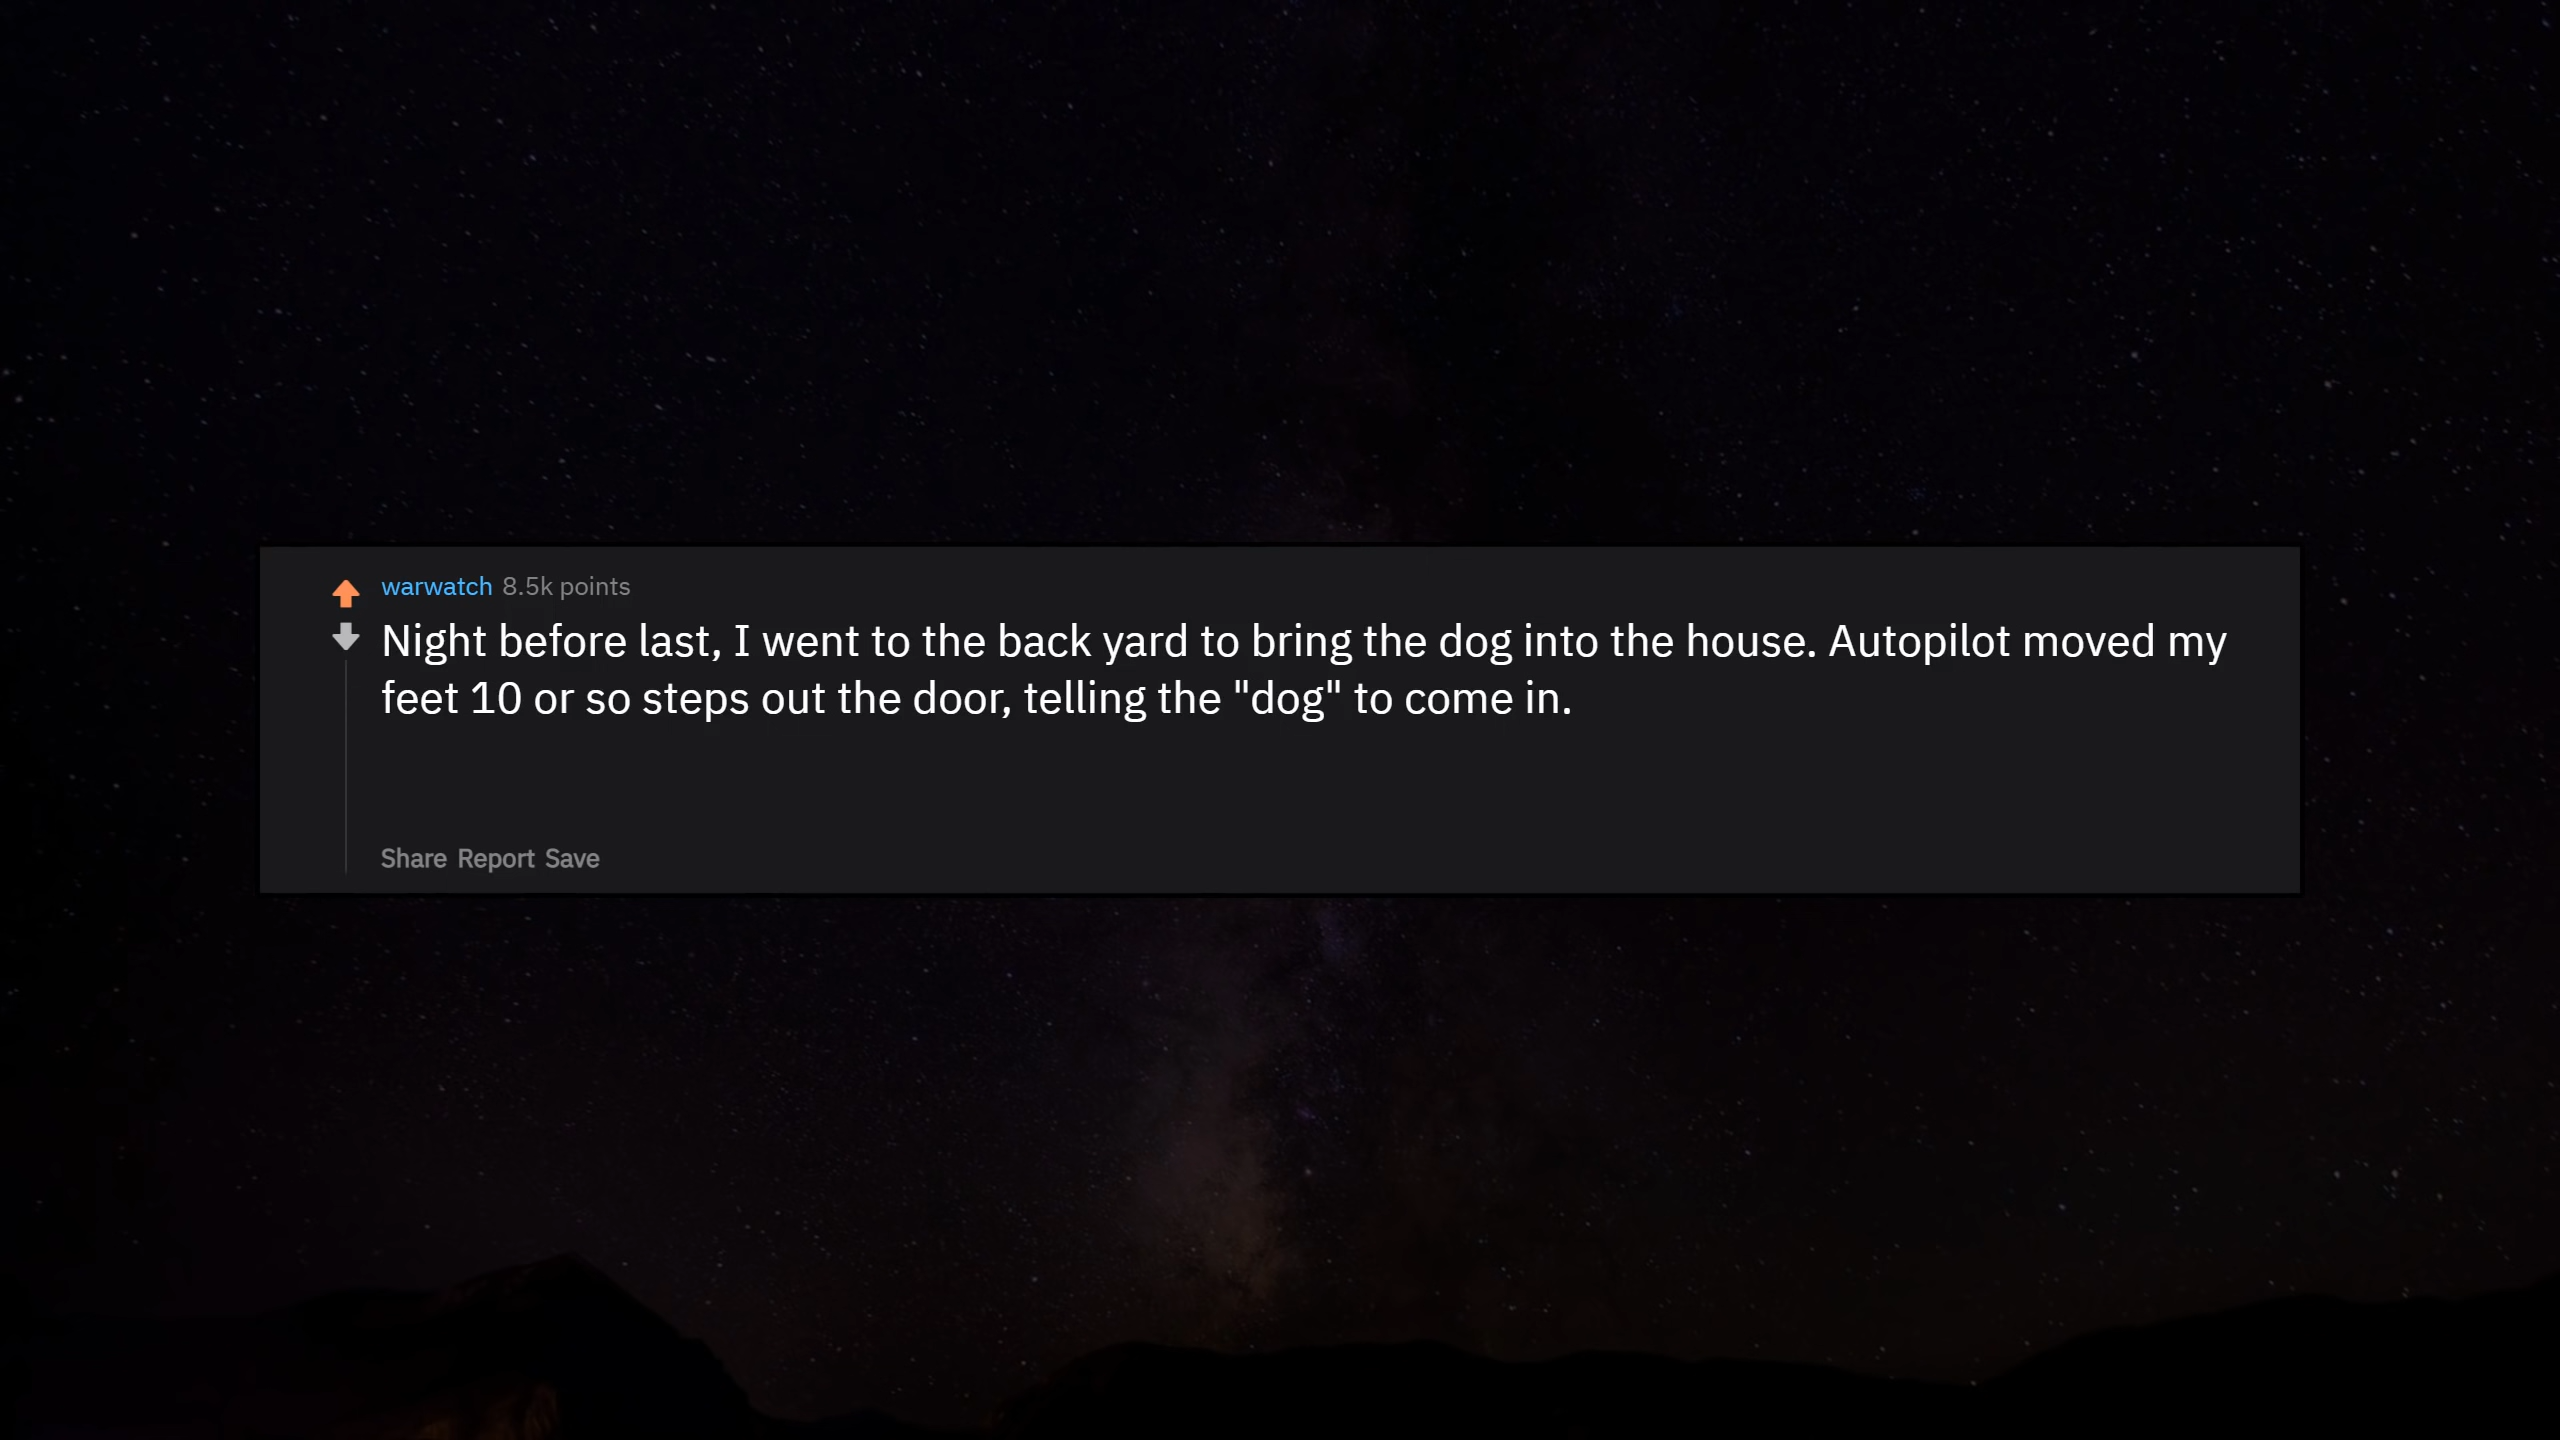 warwatch 8.5k points
Night before last, I went to the back yard to bring the dog into the house. Autopilot moved my
feet 10 or so steps out the door, telling the "dog" to come in.
Share Report Save